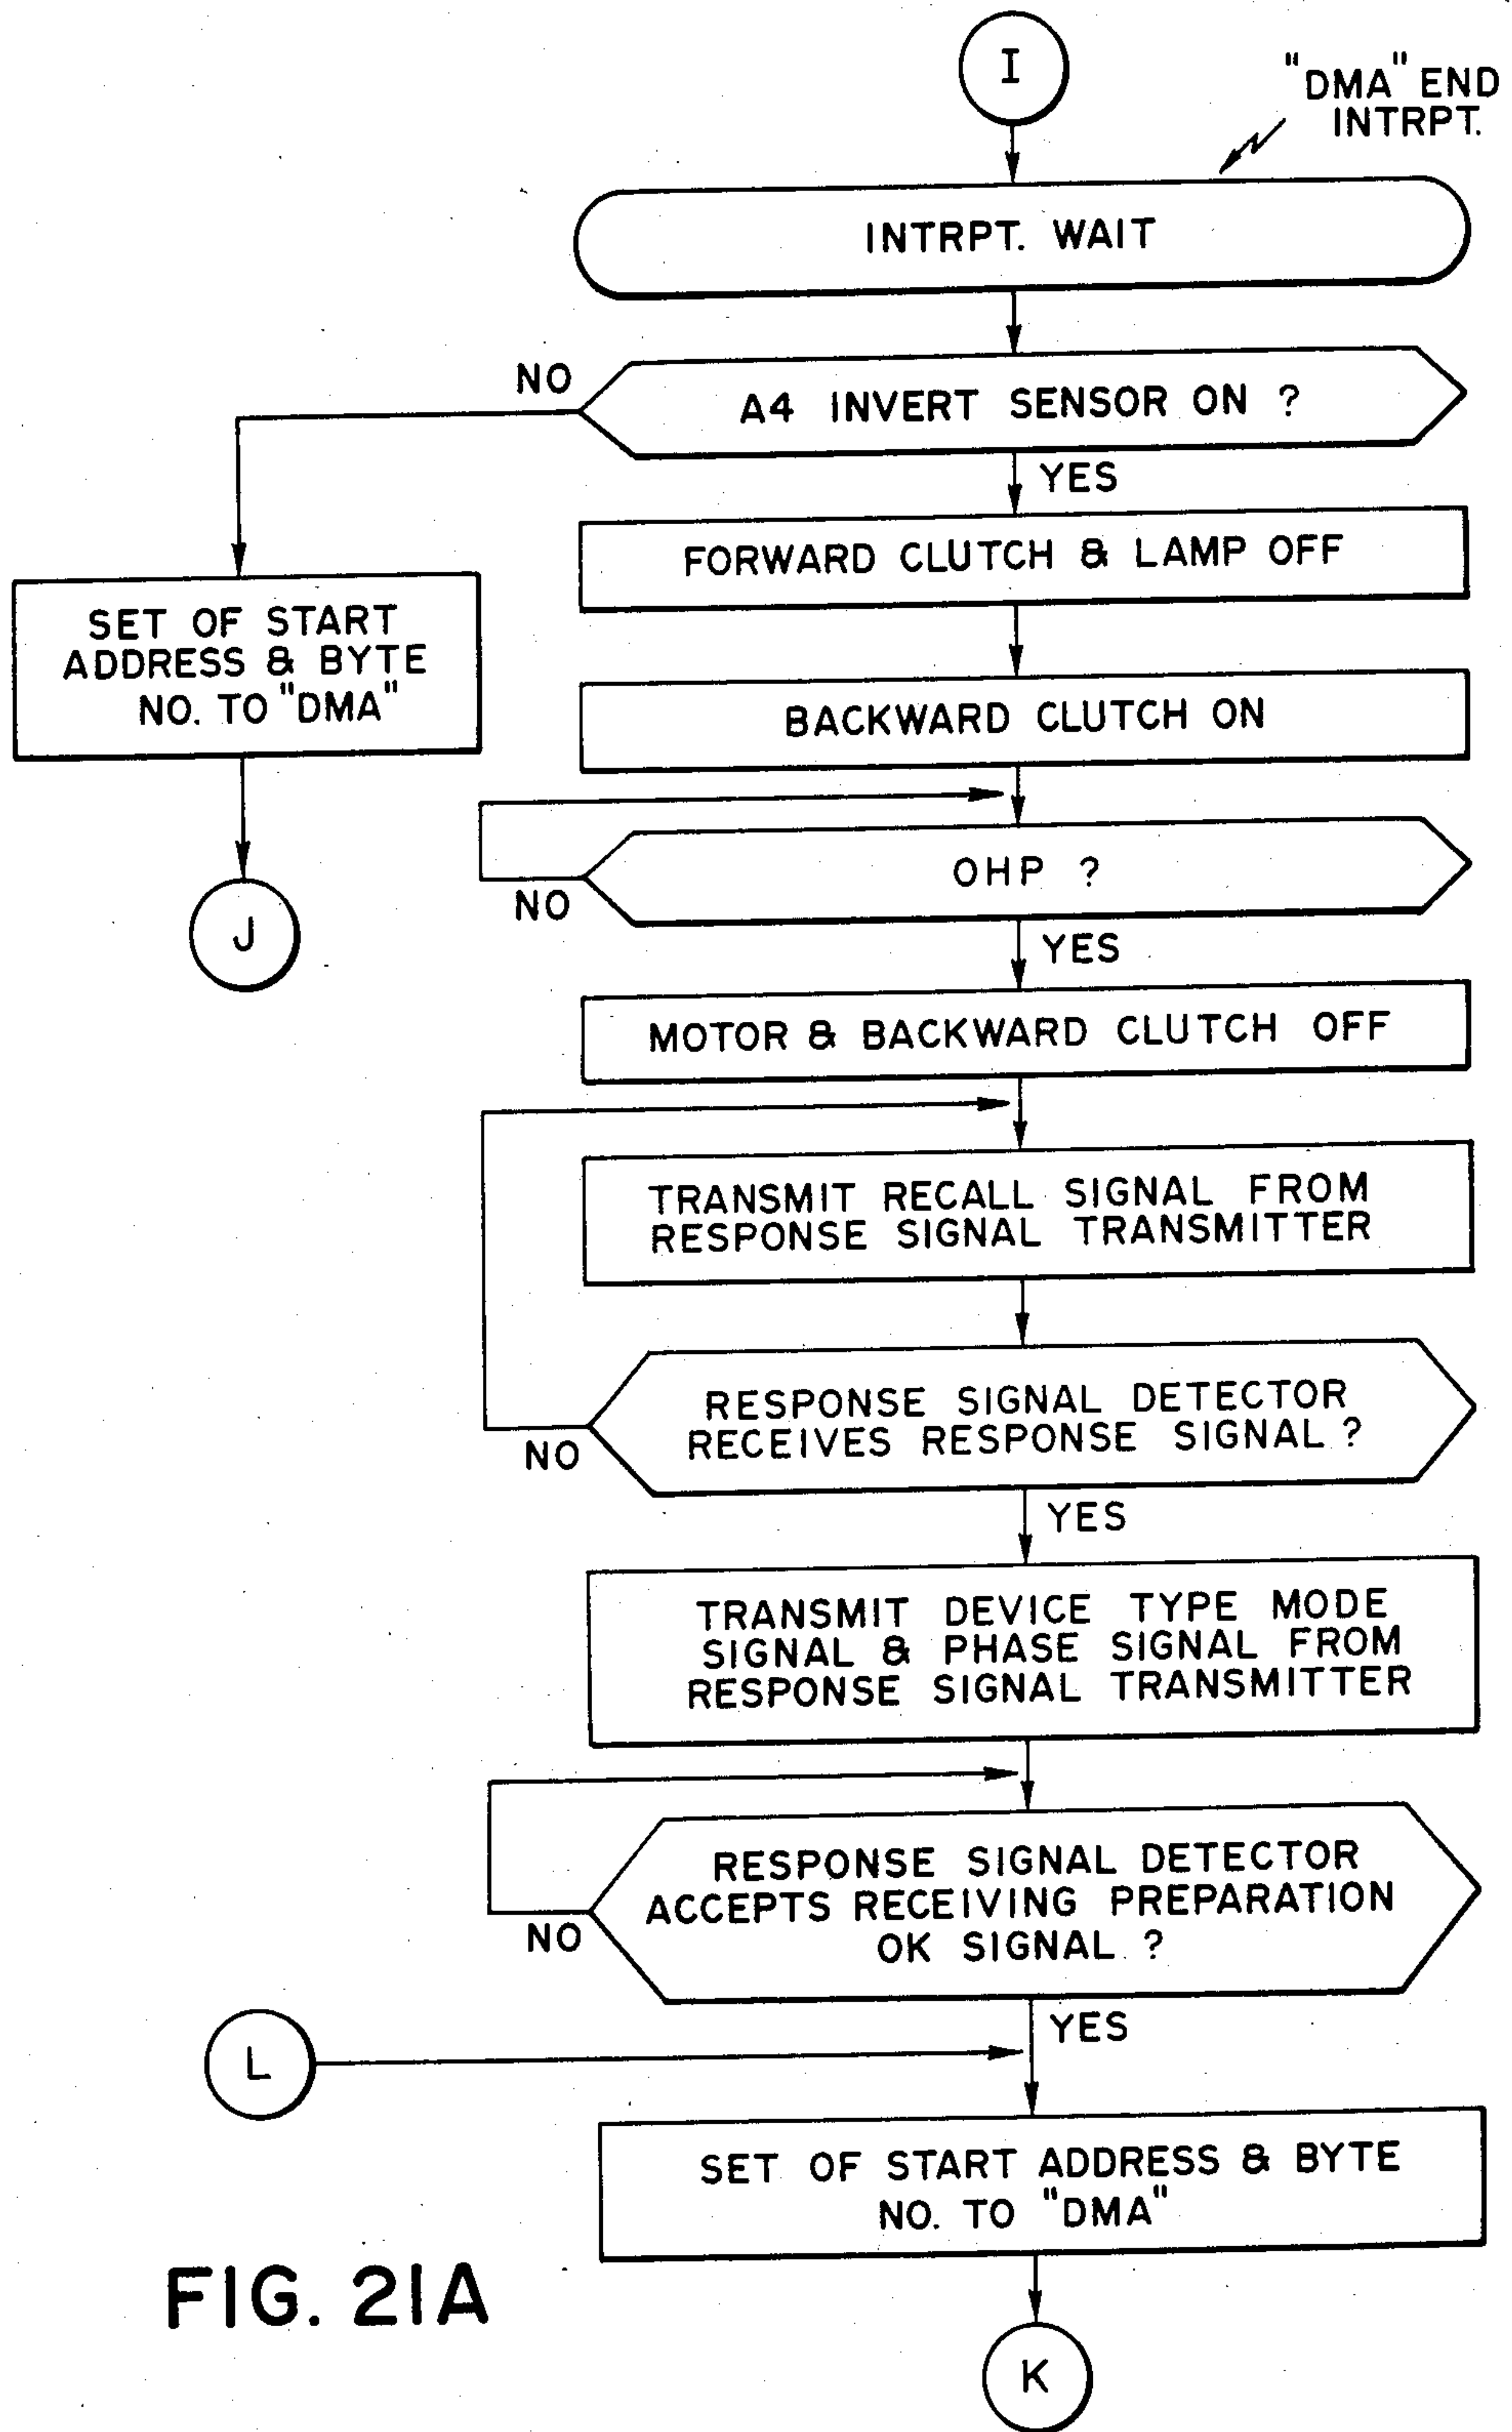 I
"DMA" END
INTRPT.
INTRPT. WAIT
NO
A4 INVERT SENSOR ON ?
YES
FORWARD CLUTCH & LAMP OFF
SET OF START
ADDRESS & BYTE
NO. TO "DMA"
BACKWARD CLUTCH ON
J
OHP ?
NO
YES
MOTOR & BACKWARD CLUTCH OFF
TRANSMIT RECALL SIGNAL FROM
RESPONSE SIGNAL TRANSMITTER
RESPONSE SIGNAL DETECTOR
RECEIVES RESPONSE SIGNAL ?
NO
YES
TRANSMIT DEVICE TYPE MODE
SIGNAL & PHASE SIGNAL FROM
RESPONSE SIGNAL TRANSMITTER
RESPONSE SIGNAL DETECTOR
ACCEPTS RECEIVING PREPARATION
OK SIGNAL ?
NO
YES
L
SET OF START ADDRESS & BYTE
NO. TO "DMA"
K
FIG. 21A